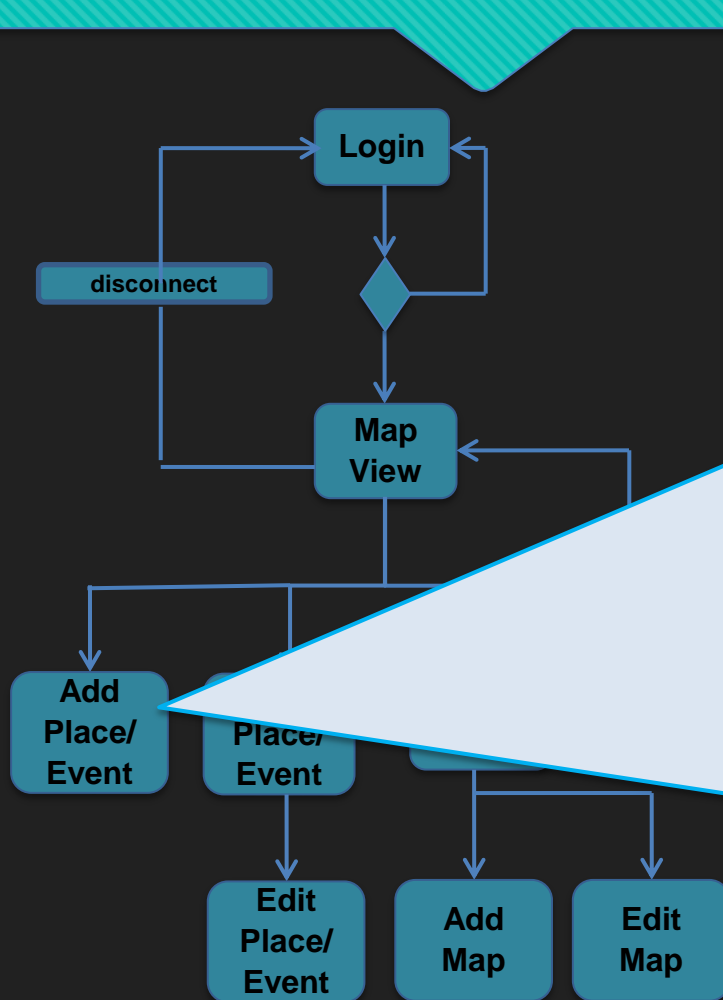 Login
disconnect
Map
View
Add
Place/
Event
Place/
Event
Edit
Place/
Event
Add
Map
Edit
Map